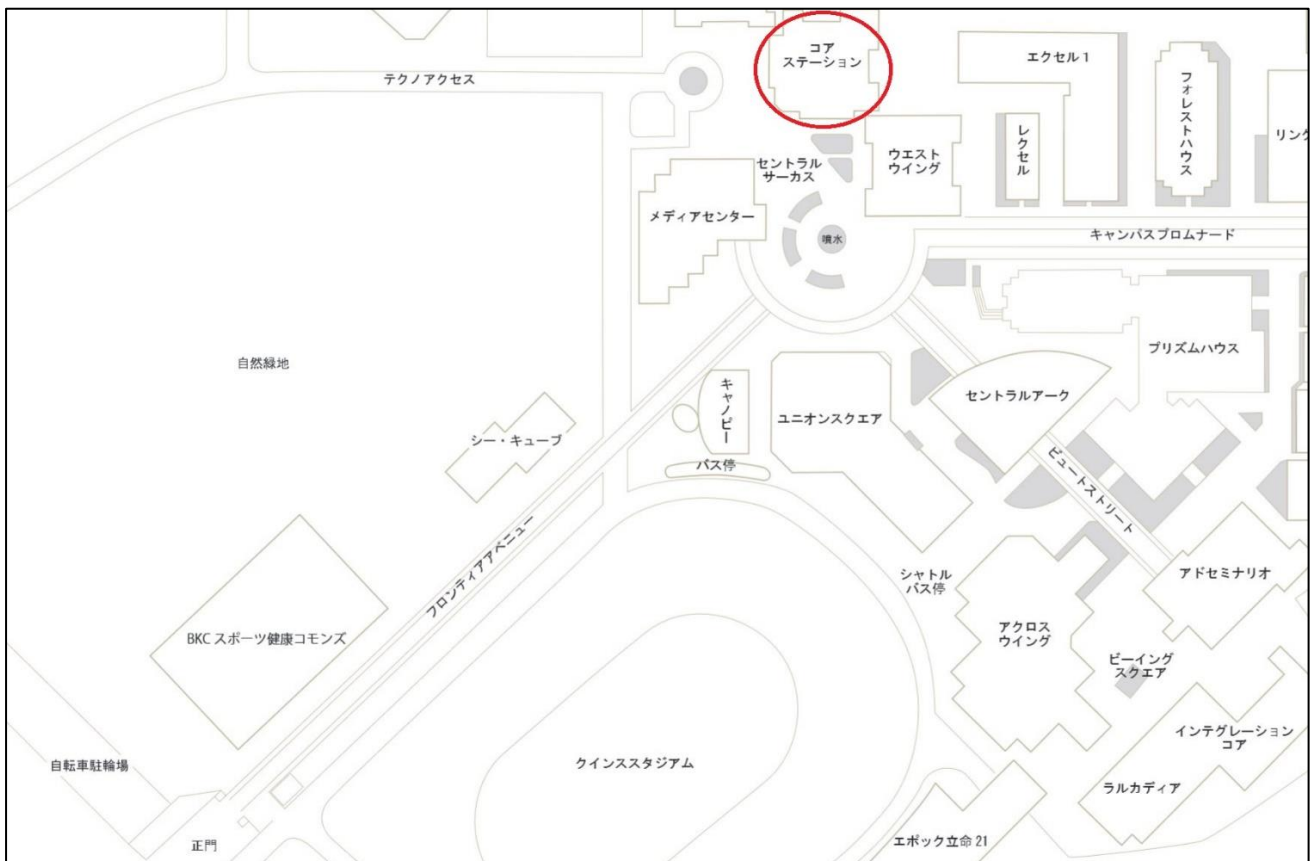 コア
ステーション
エクセル 1
テクノアクセス
フォレストハウス
レクセル
リンク
ウエスト
ウイング
セントラル
サーカス
メディアセンター
噴水
キャンパスプロムナード
プリズムハウス
自然緑地
キャノピー
セントラルアーク
ユニオンスクエア
シー・キューブ
バス停
ビュートストリート
フロンティアアベニュー
シャトル
バス停
アドセミナリオ
アクロス
ウイング
BKC スポーツ健康コモンズ
ビーイング
スクエア
インテグレーション
コア
自転車駐輪場
クインススタジアム
ラルカディア
正門
エポック立命 21